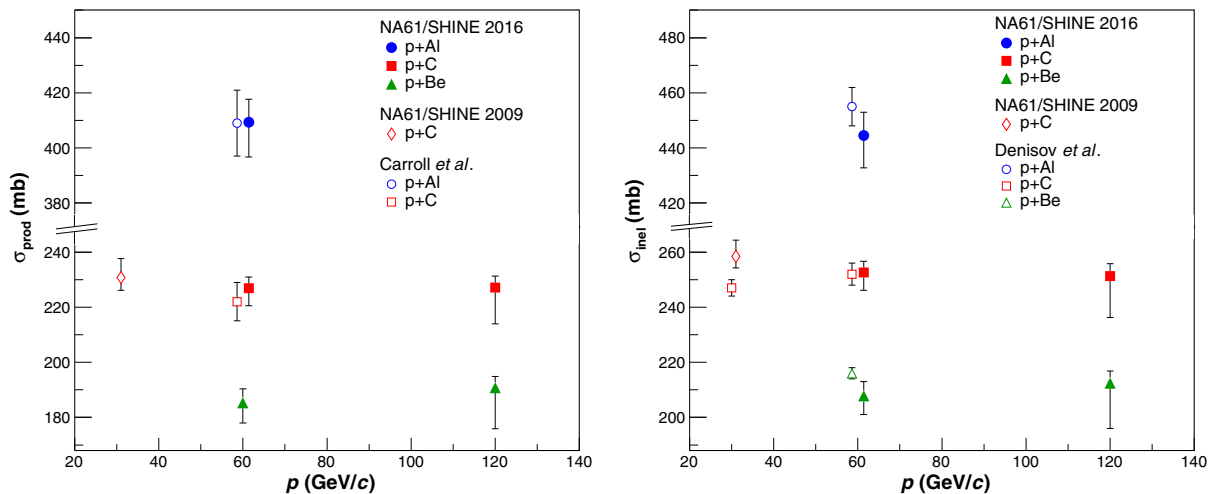 NA61/SHINE 2016
p+Al
p+C
p+Be
NA61/SHINE 2009
p+C
Carroll et al.
p+Al
p+C
440
420
400
380
240
220
190
180
σprod (mb)
20 40 60 80 100 120 140
p (GeV/c)
NA61/SHINE 2016
p+Al
p+C
p+Be
NA61/SHINE 2009
p+C
Denisov et al.
p+Al
p+C
p+Be
480
460
440
420
260
240
220
200
σinel (mb)
20 40 60 80 100 120 140
p (GeV/c)